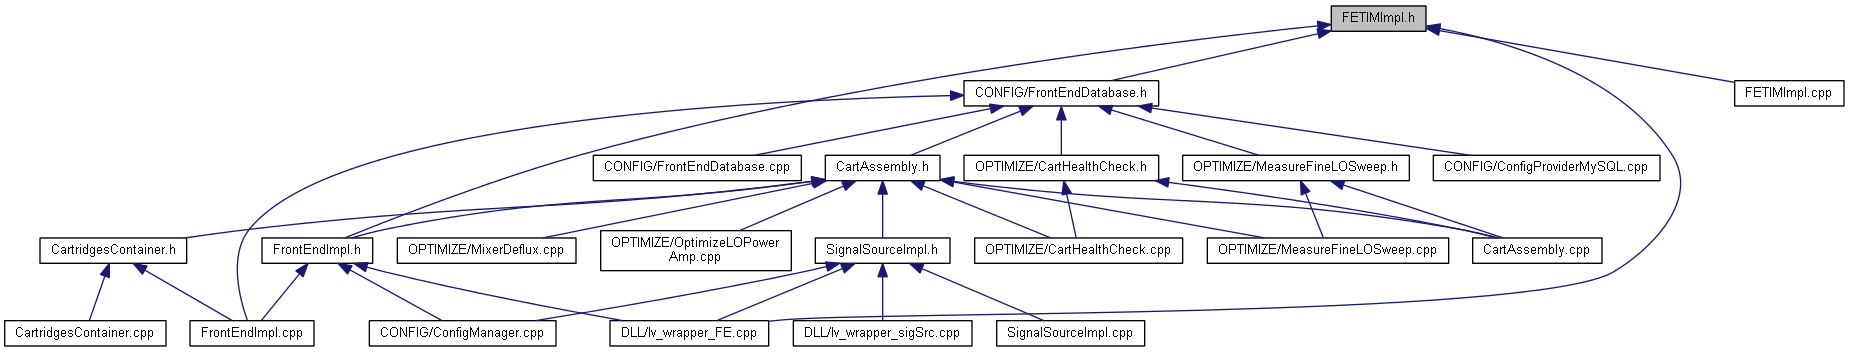 FETIMImpl.h
CONFIG/FrontEndDatabase.h
FETIMImpl.cpp
CONFIG/FrontEndDatabase.cpp
CartAssembly.h
OPTIMIZE/CartHealthCheck.h
OPTIMIZE/MeasureFineLOSweep.h
CONFIG/ConfigProviderMySQL.cpp
CartridgesContainer.h
FrontEndImpl.h
OPTIMIZE/MixerDeflux.cpp
OPTIMIZE/OptimizeLOPower
Amp.cpp
SignalSourceImpl.h
OPTIMIZE/CartHealthCheck.cpp
OPTIMIZE/MeasureFineLOSweep.cpp
CartAssembly.cpp
CartridgesContainer.cpp
FrontEndImpl.cpp
CONFIG/ConfigManager.cpp
DLL/lv_wrapper_FE.cpp
DLL/lv_wrapper_sigSrc.cpp
SignalSourceImpl.cpp